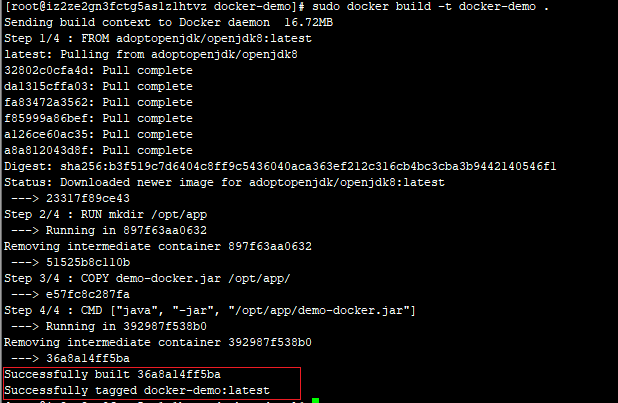 [root@iz2ze2gn3fctg5aslzlhtvz docker-demo]# sudo docker build -t docker-demo .
Sending build context to Docker daemon  16.72MB
Step 1/4 : FROM adoptopenjdk/openjdk8:latest
latest: Pulling from adoptopenjdk/openjdk8
32802c0cfa4d: Pull complete
da1315cffa03: Pull complete
fa83472a3562: Pull complete
f85999a86bef: Pull complete
a126ce60ac35: Pull complete
a8a812043d8f: Pull complete
Digest: sha256:b3f519c7d6404c8ff9c5436040aca363ef212c316cb4bc3cba3b9442140546f1
Status: Downloaded newer image for adoptopenjdk/openjdk8:latest
 ---> 23317f89ce43
Step 2/4 : RUN mkdir /opt/app
 ---> Running in 897f63aa0632
Removing intermediate container 897f63aa0632
 ---> 51525b8c110b
Step 3/4 : COPY demo-docker.jar /opt/app/
 ---> e57fc8c287fa
Step 4/4 : CMD ["java", "-jar", "/opt/app/demo-docker.jar"]
 ---> Running in 392987f538b0
Removing intermediate container 392987f538b0
 ---> 36a8a14ff5ba
Successfully built 36a8a14ff5ba
Successfully tagged docker-demo:latest